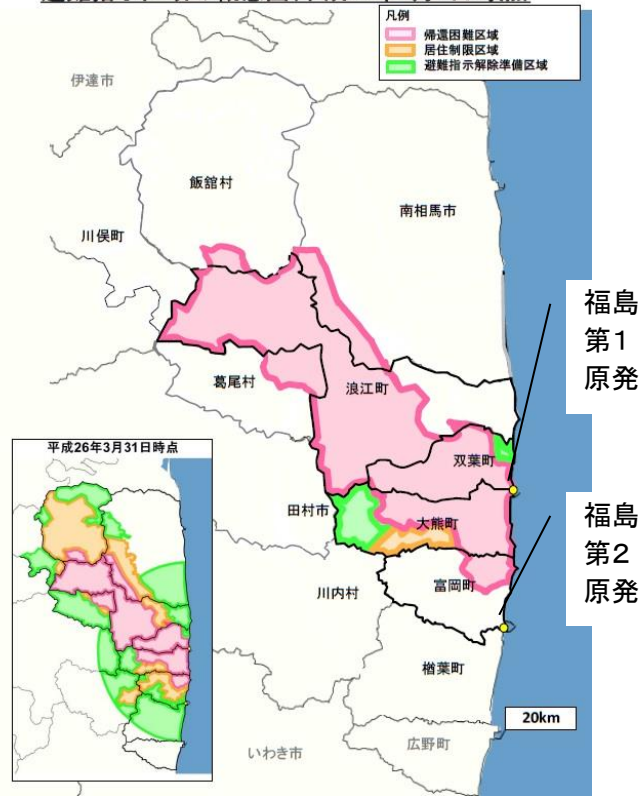 凡例
帰還困難区域
居住制限区域
避難指示解除準備区域
伊達市
飯舘村
南相馬市
川俣町
福島
第1
原発
葛尾村
浪江町
平成26年3月31日時点
双葉町
田村市
大熊町
福島
第2
原発
川内村
富岡町
楢葉町
20km
いわき市
広野町